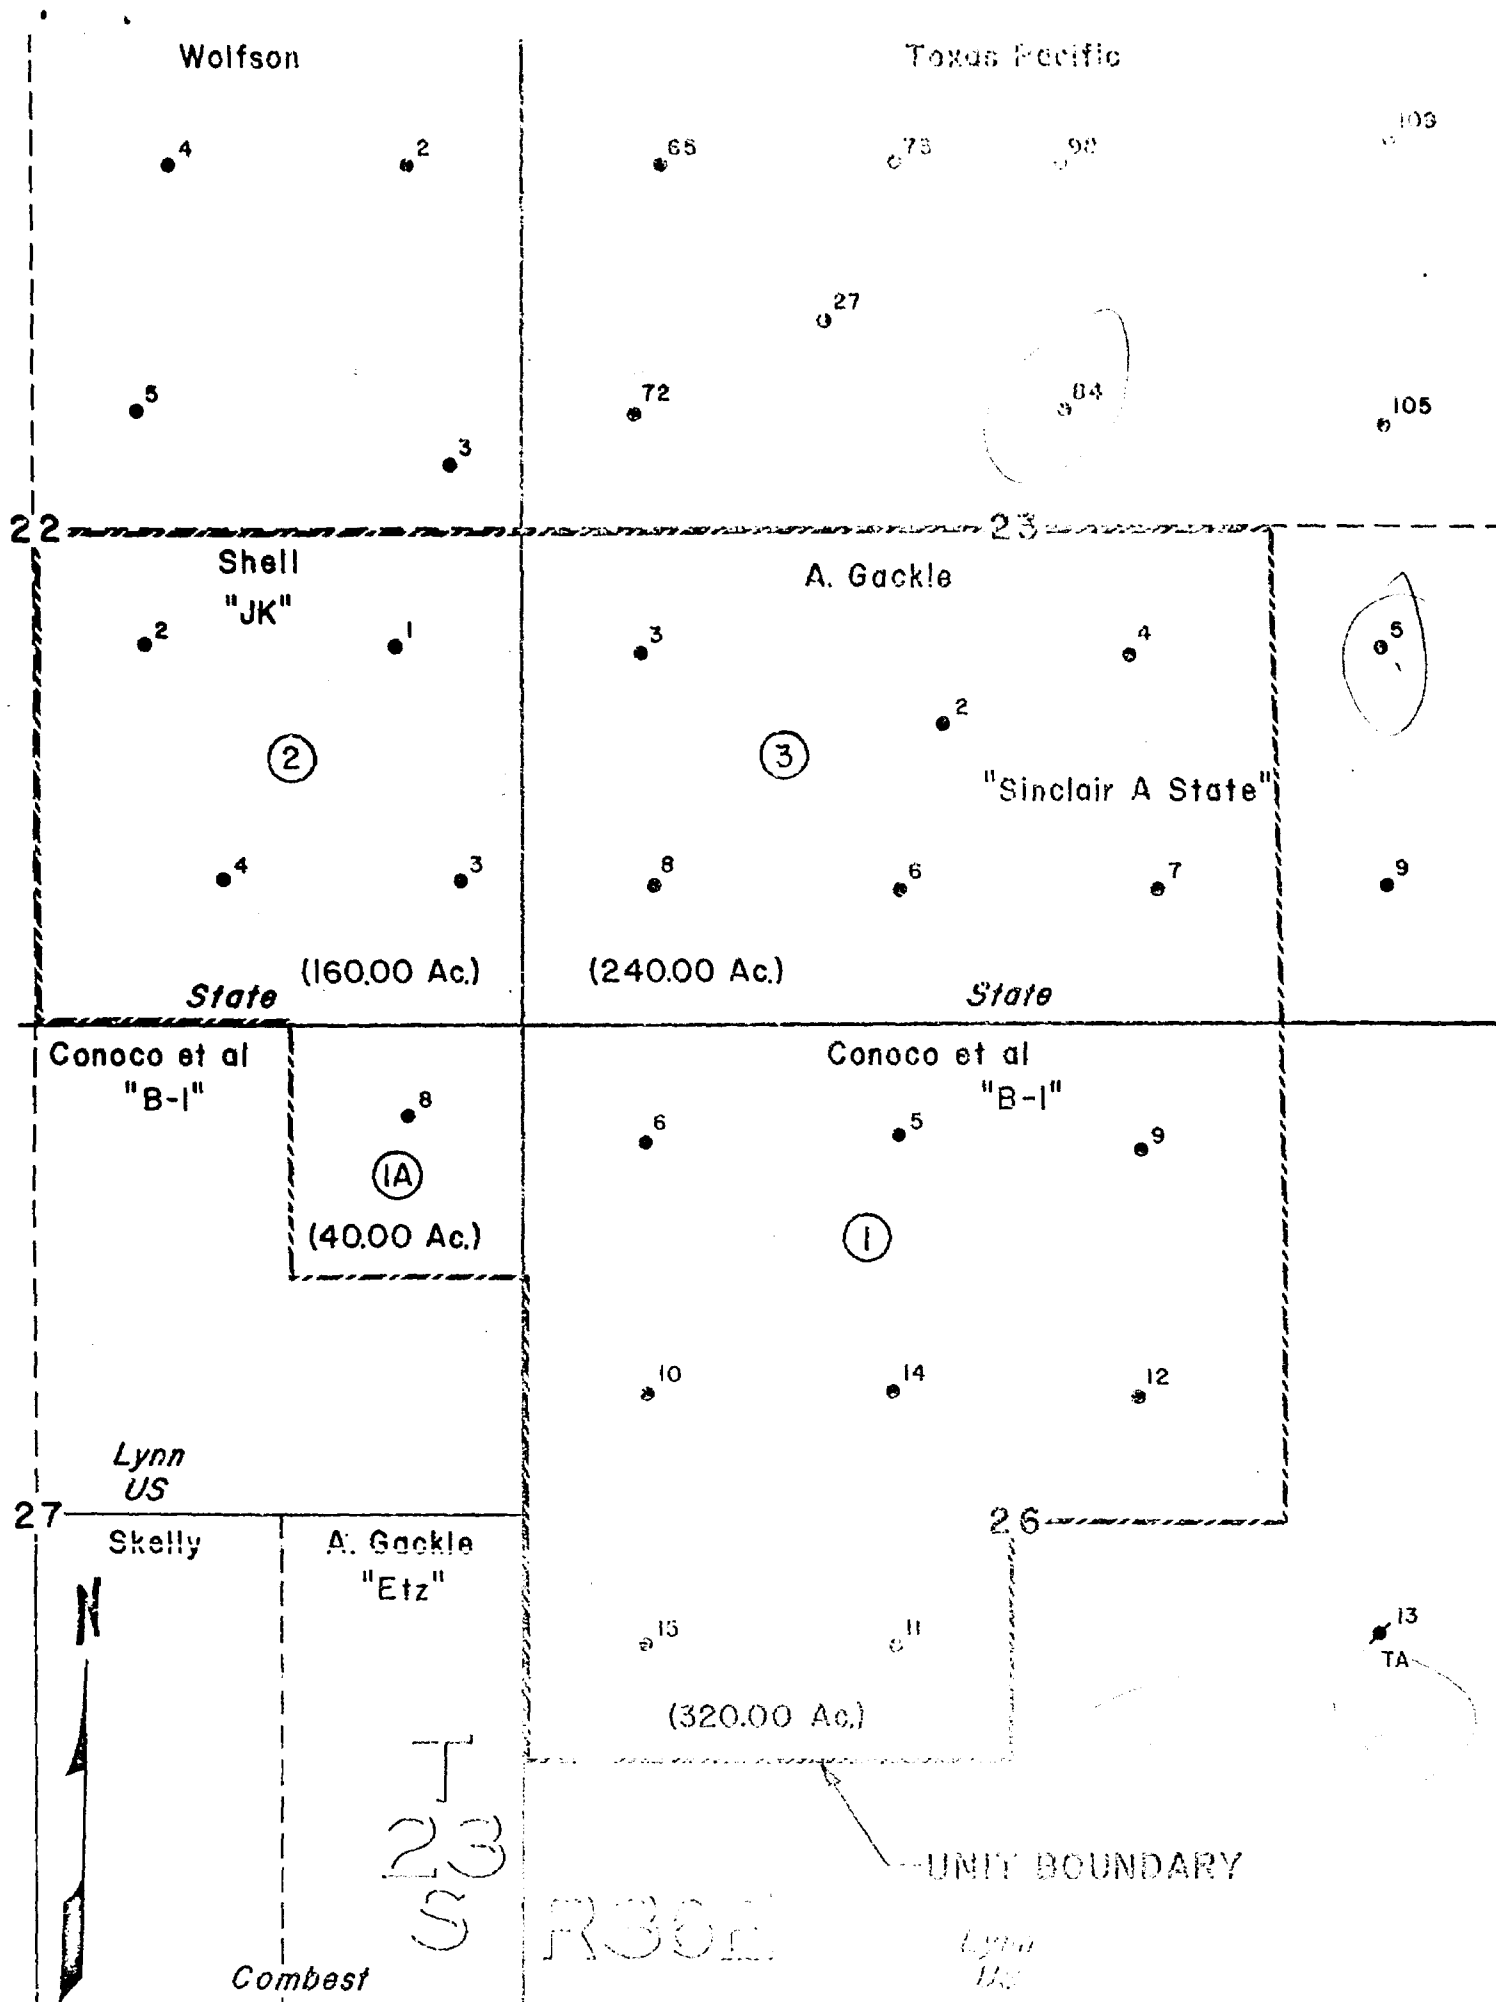 Wolfson
Texas Pacific
4
2
65
73
98
103
27
5
3
72
84
105
22
23
Shell
"JK"
A. Gackle
2
1
3
4
5
2
2
3
"Sinclair A State"
4
3
8
6
7
9
(160.00 Ac.)
(240.00 Ac.)
State
State
Conoco et al
"B-1"
Conoco et al
"B-1"
8
6
5
9
1A
(40.00 Ac.)
1
10
14
12
Lynn
US
27
26
Skelly
A. Gackle
"Etz"
N
15
11
13
TA
(320.00 Ac.)
T
23
S
UNIT BOUNDARY
Lynn
US
Combest